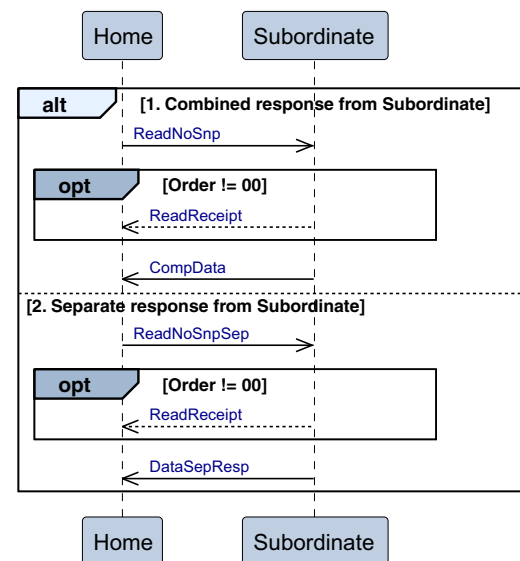 Home Subordinate
alt [1. Combined response from Subordinate]
ReadNoSnp
opt [Order != 00]
ReadReceipt
CompData
[2. Separate response from Subordinate]
ReadNoSnpSep
opt [Order != 00]
ReadReceipt
DataSepResp
Home Subordinate